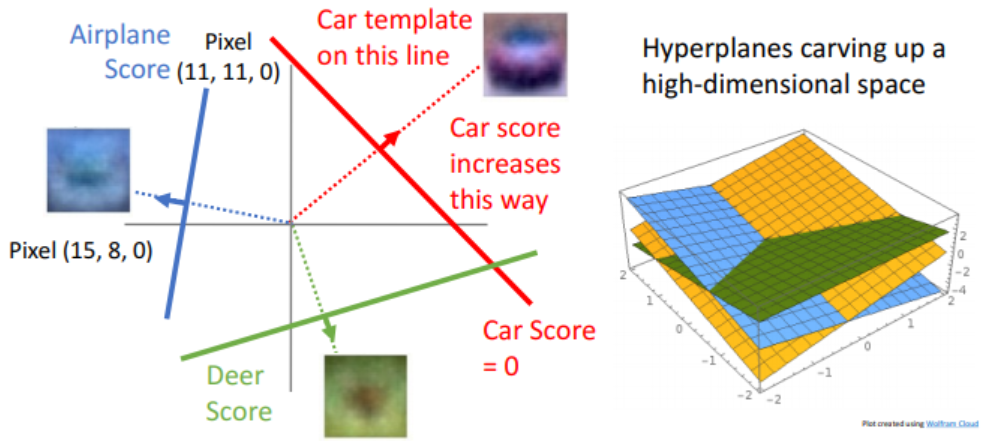 Airplane
Score
Pixel
(11, 11, 0)
Car template
on this line
Car score
increases
this way
Pixel (15, 8, 0)
Deer
Score
Car Score
= 0
Hyperplanes carving up a
high-dimensional space
2
1
0
−1
−2
−2
−1
0
1
2
2
0
−2
−4
Plot created using Wolfram Cloud